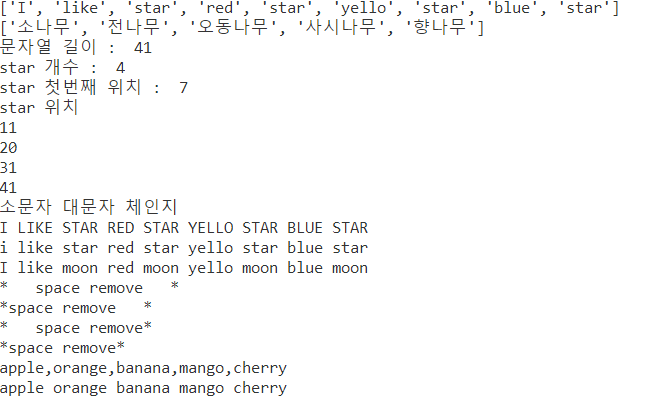 ['I', 'like', 'star', 'red', 'star', 'yello', 'star', 'blue', 'star']
['소나무', '전나무', '오동나무', '사시나무', '향나무']
문자열 길이 :  41
star 개수 :  4
star 첫번째 위치 :  7
star 위치
11
20
31
41
소문자 대문자 체인지
I LIKE STAR RED STAR YELLO STAR BLUE STAR
i like star red star yello star blue star
I like moon red moon yello moon blue moon
*   space remove   *
*space remove   *
*   space remove*
*space remove*
apple,orange,banana,mango,cherry
apple orange banana mango cherry